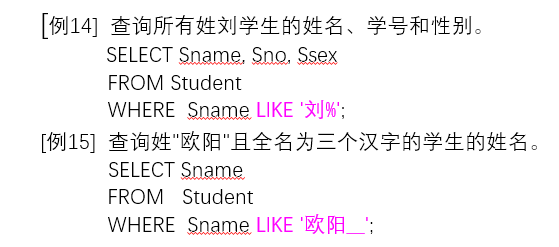 [例14] 查询所有姓刘学生的姓名、学号和性别。
SELECT Sname, Sno, Ssex
FROM Student
WHERE Sname LIKE '刘%';
[例15] 查询姓"欧阳"且全名为三个汉字的学生的姓名。
SELECT Sname
FROM Student
WHERE Sname LIKE '欧阳__';